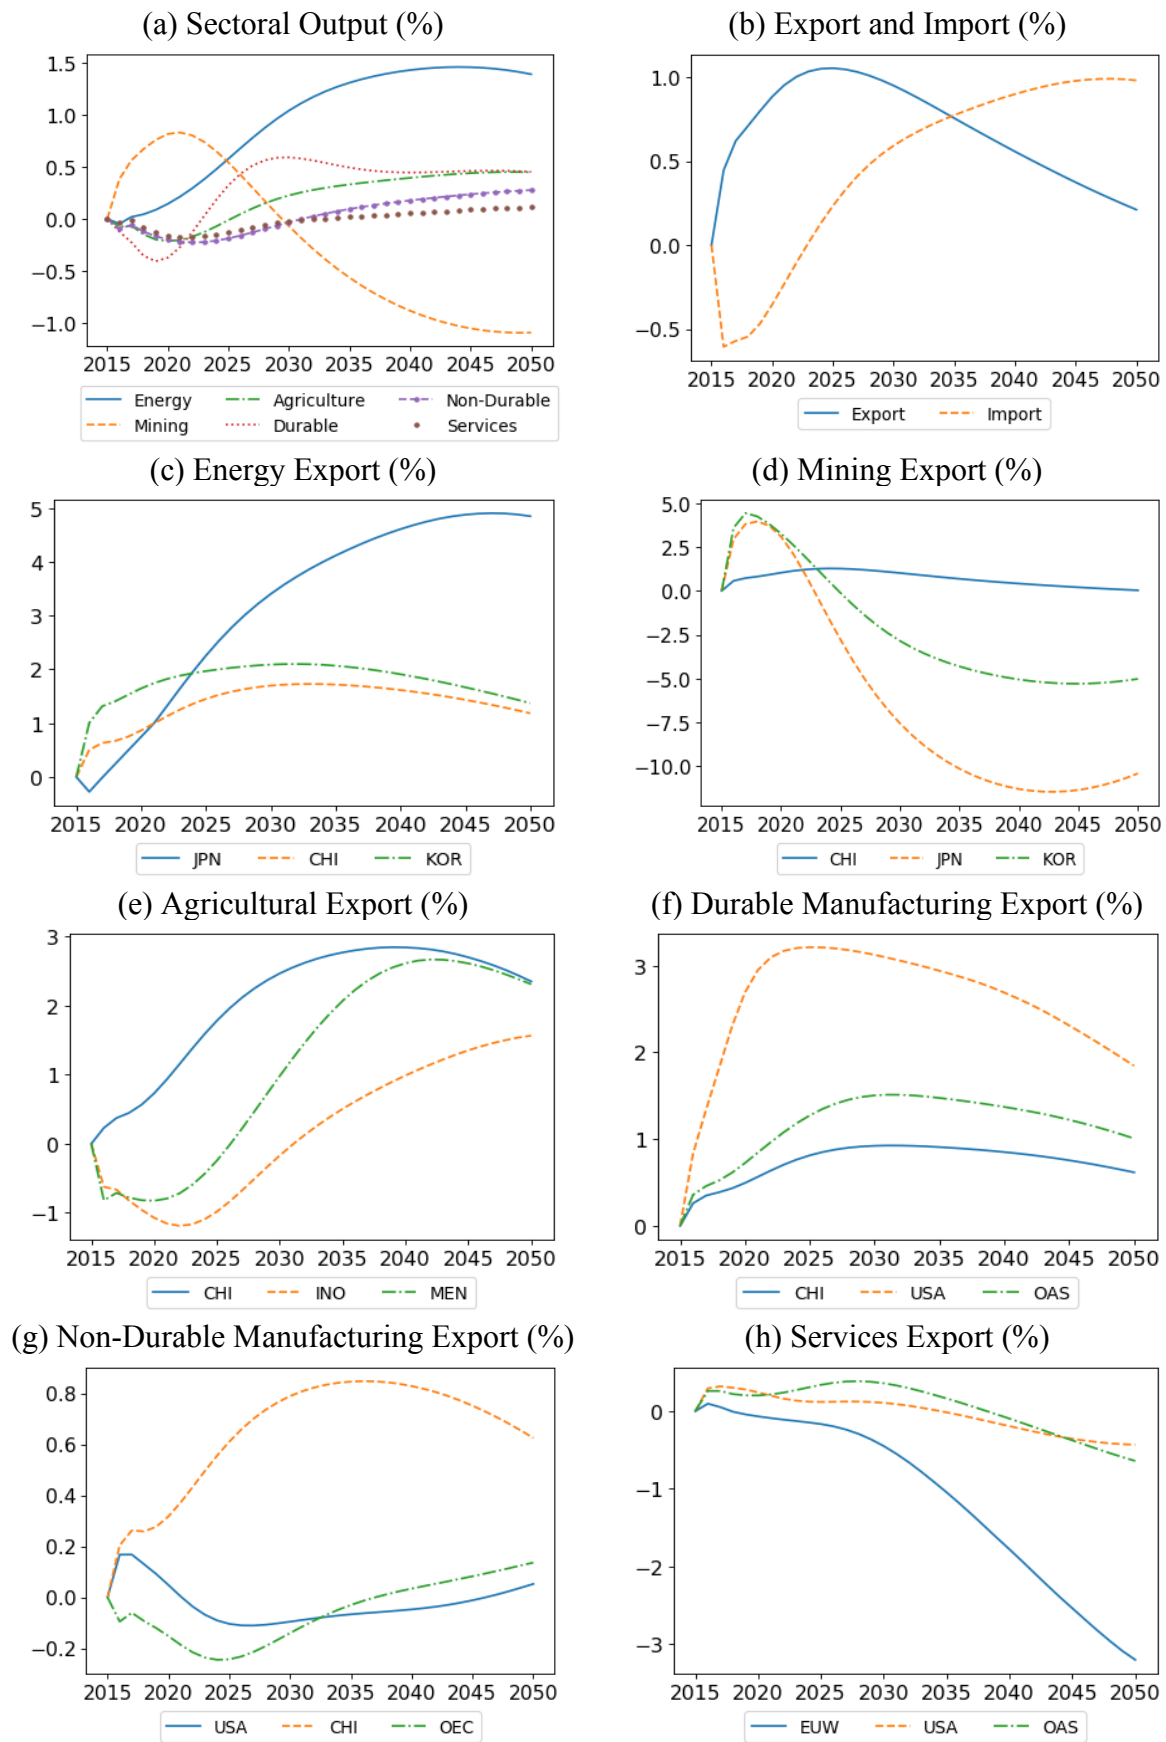 (a) Sectoral Output (%)
1.5
1.0
0.5
0.0
−0.5
−1.0
2015 2020 2025 2030 2035 2040 2045 2050
Energy Agriculture Non-Durable
Mining Durable Services
(b) Export and Import (%)
1.0
0.5
0.0
−0.5
2015 2020 2025 2030 2035 2040 2045 2050
Export Import
(c) Energy Export (%)
5
4
3
2
1
0
2015 2020 2025 2030 2035 2040 2045 2050
JPN CHI KOR
(d) Mining Export (%)
5.0
2.5
0.0
−2.5
−5.0
−7.5
−10.0
2015 2020 2025 2030 2035 2040 2045 2050
CHI JPN KOR
(e) Agricultural Export (%)
3
2
1
0
−1
2015 2020 2025 2030 2035 2040 2045 2050
CHI INO MEN
(f) Durable Manufacturing Export (%)
3
2
1
0
2015 2020 2025 2030 2035 2040 2045 2050
CHI USA OAS
(g) Non-Durable Manufacturing Export (%)
0.8
0.6
0.4
0.2
0.0
−0.2
2015 2020 2025 2030 2035 2040 2045 2050
USA CHI OEC
(h) Services Export (%)
0
−1
−2
−3
2015 2020 2025 2030 2035 2040 2045 2050
EUW USA OAS